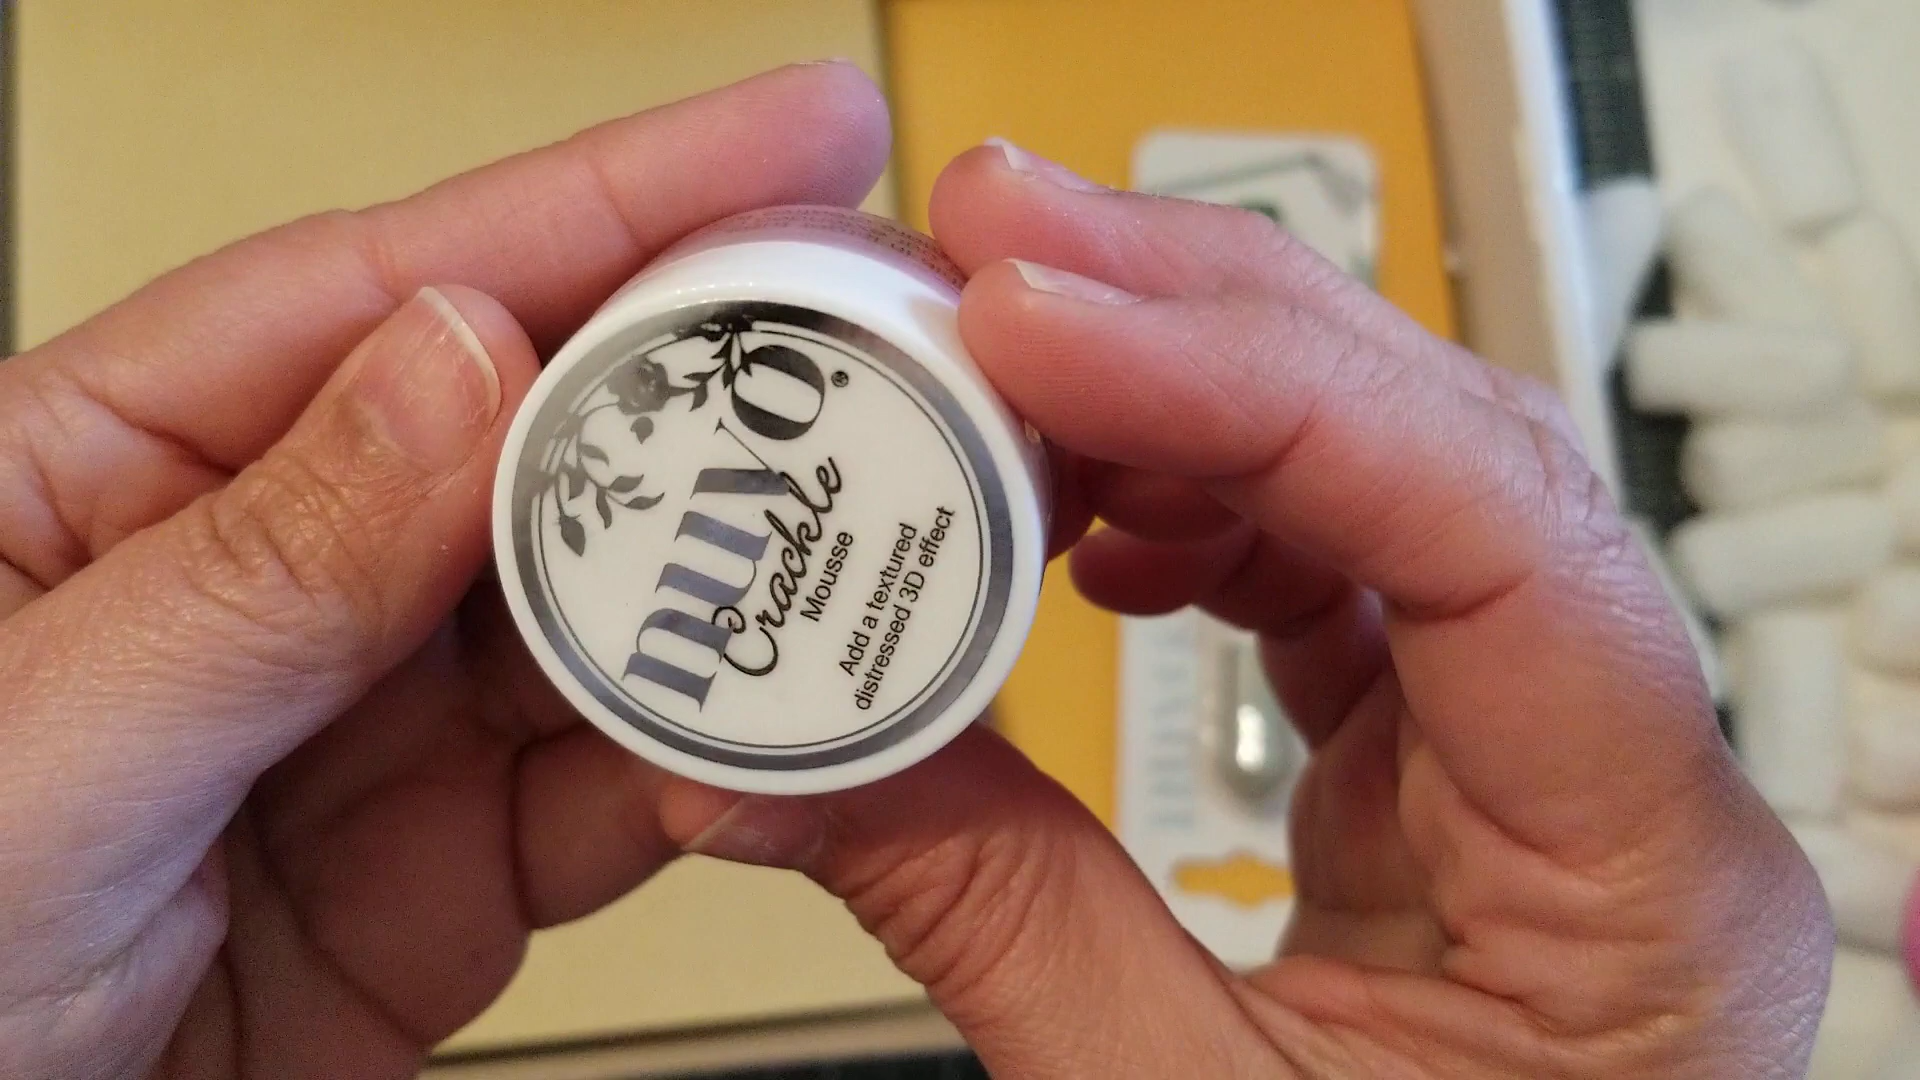 nuvo®
Crackle
Mousse
Add a textured
distressed 3D effect